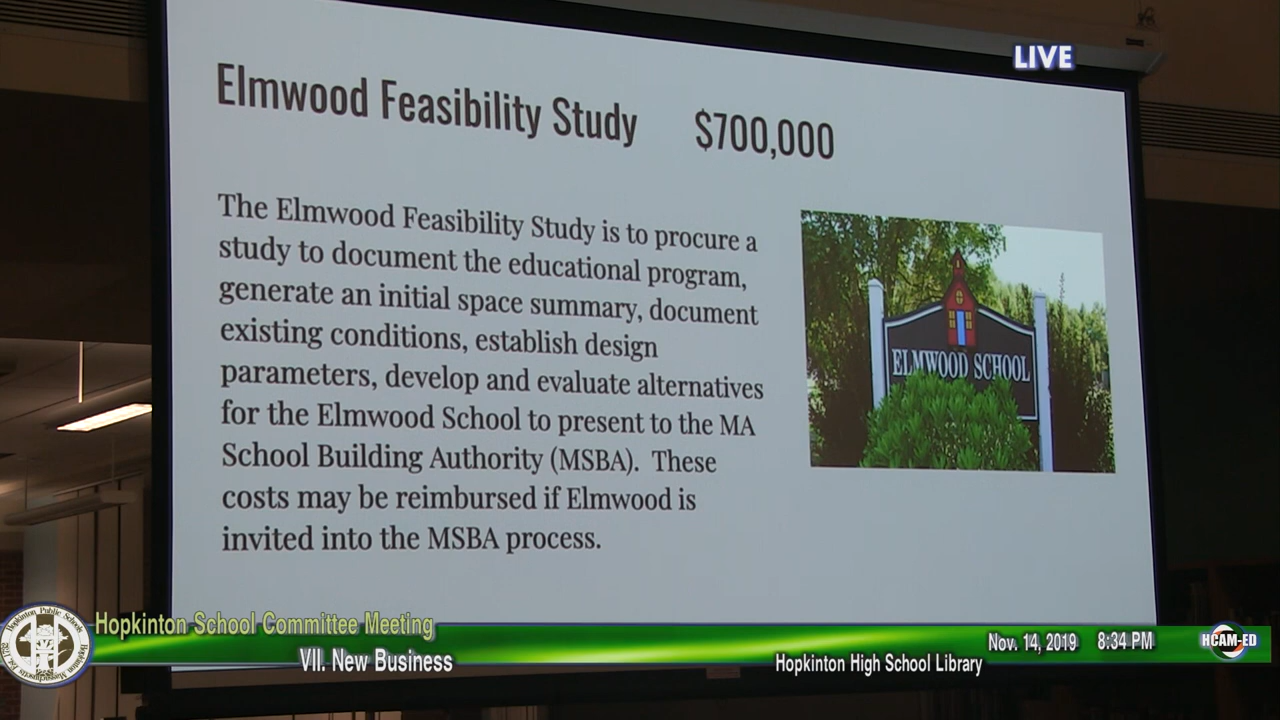 LIVE
Elmwood Feasibility Study $700,000
The Elmwood Feasibility Study is to procure a
study to document the educational program,
generate an initial space summary, document
existing conditions, establish design
parameters, develop and evaluate alternatives
for the Elmwood School to present to the MA
School Building Authority (MSBA). These
costs may be reimbursed if Elmwood is
invited into the MSBA process.
ELMWOOD SCHOOL
Hopkinton Public Schools
Hopkinton School Committee Meeting
VII. New Business
Nov. 14, 2019 8:34 PM
Hopkinton High School Library
HCAM-ED